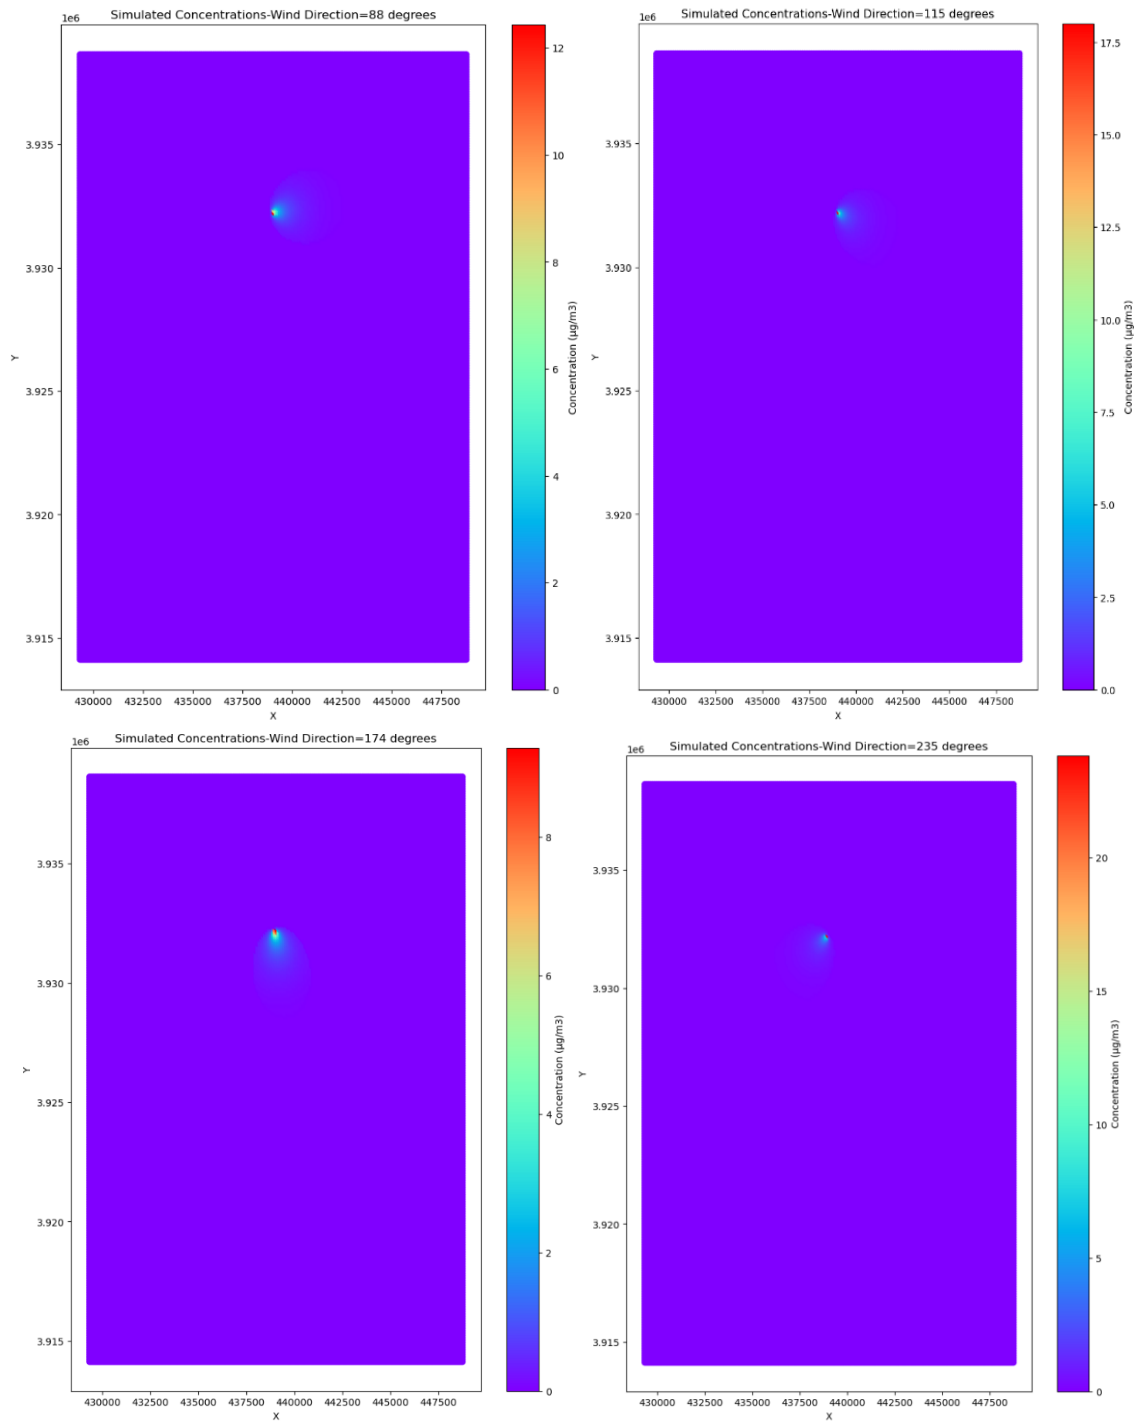 Simulated Concentrations-Wind Direction=88 degrees
1e6
3.935
3.930
3.925
3.920
3.915
Y
430000 432500 435000 437500 440000 442500 445000 447500
X
12
10
8
6
4
2
0
Concentration (μg/m3)
Simulated Concentrations-Wind Direction=115 degrees
1e6
3.935
3.930
3.925
3.920
3.915
Y
430000 432500 435000 437500 440000 442500 445000 447500
X
17.5
15.0
12.5
10.0
7.5
5.0
2.5
0.0
Concentration (μg/m3)
Simulated Concentrations-Wind Direction=174 degrees
1e6
3.935
3.930
3.925
3.920
3.915
Y
430000 432500 435000 437500 440000 442500 445000 447500
X
8
6
4
2
0
Concentration (μg/m3)
Simulated Concentrations-Wind Direction=235 degrees
1e6
3.935
3.930
3.925
3.920
3.915
Y
430000 432500 435000 437500 440000 442500 445000 447500
X
20
15
10
5
0
Concentration (μg/m3)